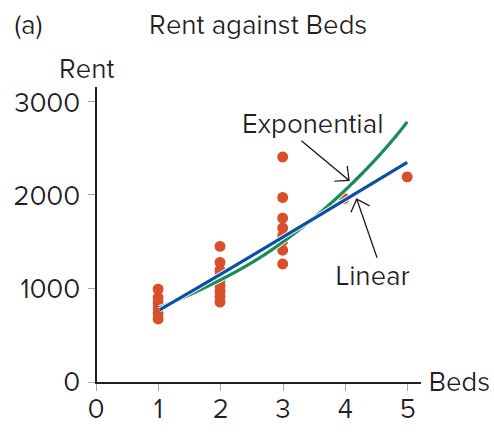 (a) Rent against Beds
Rent
3000
Exponential
2000
Linear
1000
0
Beds
0 1 2 3 4 5